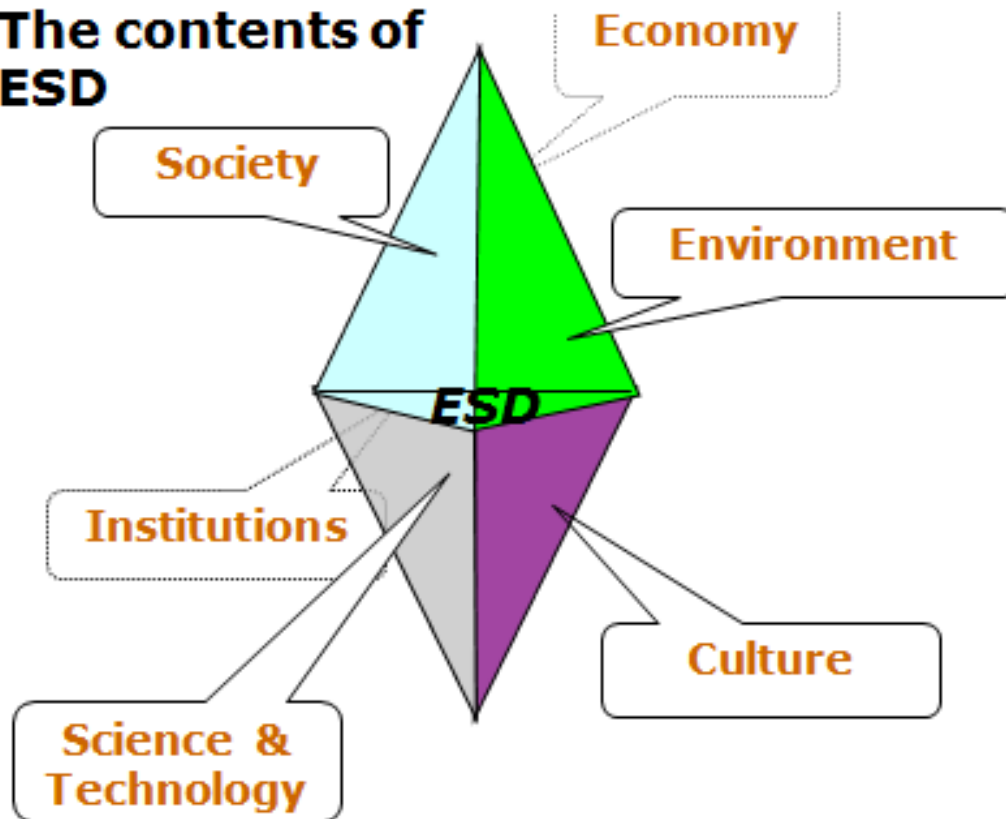 The contents of
ESD
Economy
Society
Environment
ESD
Institutions
Culture
Science &
Technology